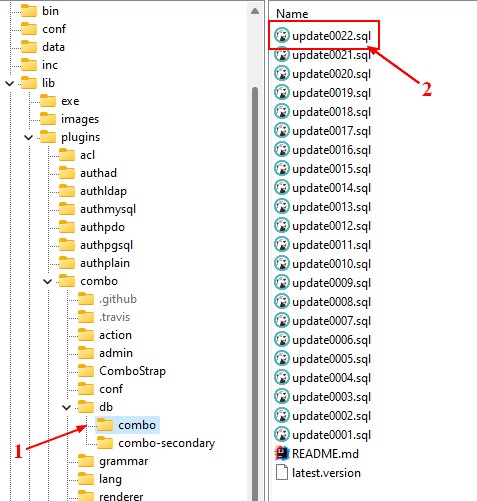 bin
conf
data
inc
lib
exe
images
plugins
acl
authad
authldap
authmysql
authpdo
authpgsql
authplain
combo
.github
.travis
action
admin
ComboStrap
conf
db
combo
combo-secondary
grammar
lang
renderer
1
Name
update0022.sql
update0021.sql
update0020.sql
update0019.sql
update0018.sql
update0017.sql
update0016.sql
update0015.sql
update0014.sql
update0013.sql
update0012.sql
update0011.sql
update0010.sql
update0009.sql
update0008.sql
update0007.sql
update0006.sql
update0005.sql
update0004.sql
update0003.sql
update0002.sql
update0001.sql
README.md
latest.version
2